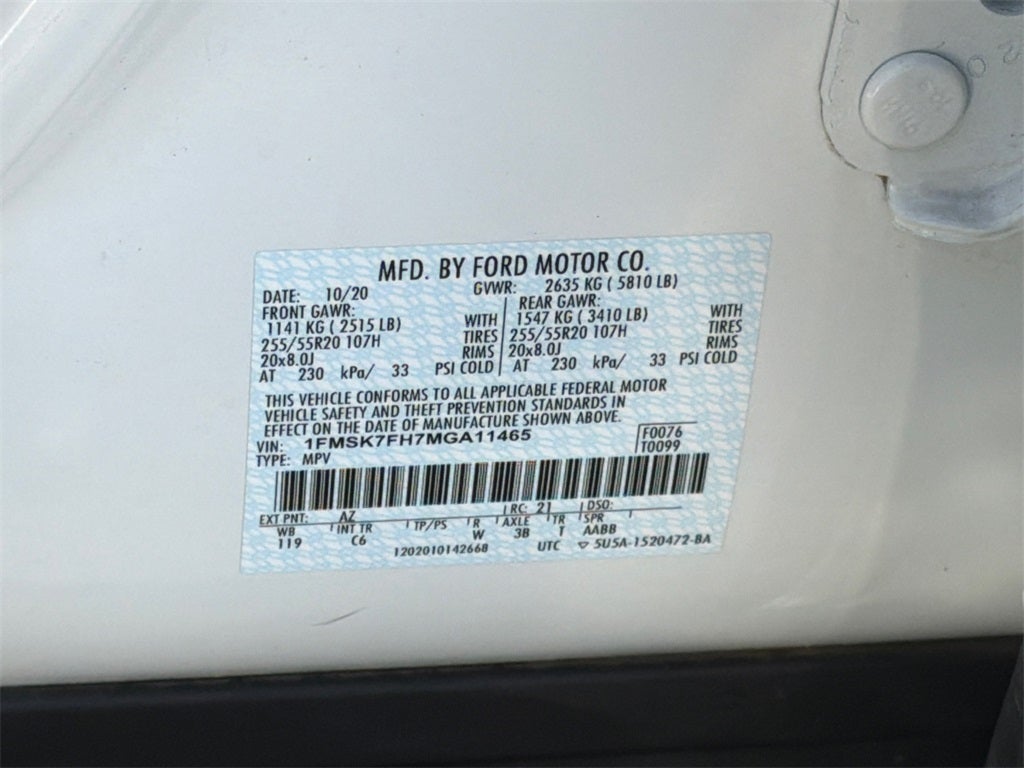 MFD. BY FORD MOTOR CO.
DATE: 10/20 GVWR: 2635 KG ( 5810 LB)
FRONT GAWR: REAR GAWR:
1141 KG ( 2515 LB) WITH 1547 KG ( 3410 LB) WITH
255/55R20 107H TIRES 255/55R20 107H TIRES
20x8.0J RIMS 20x8.0J RIMS
AT 230 kPa/ 33 PSI COLD AT 230 kPa/ 33 PSI COLD
THIS VEHICLE CONFORMS TO ALL APPLICABLE FEDERAL MOTOR
VEHICLE SAFETY AND THEFT PREVENTION STANDARDS IN
EFFECT ON THE DATE OF MANUFACTURE SHOWN ABOVE.
VIN: 1FMSK7FH7MGA11465 F0076
TYPE: MPV T0099
EXT PNT: AZ RC: 21 DSO:
WB INT TR TP/PS R AXLE TR SPR
119 C6 W 3B T AABB
1202010142668 UTC ▽ 5U5A-1520472-BA